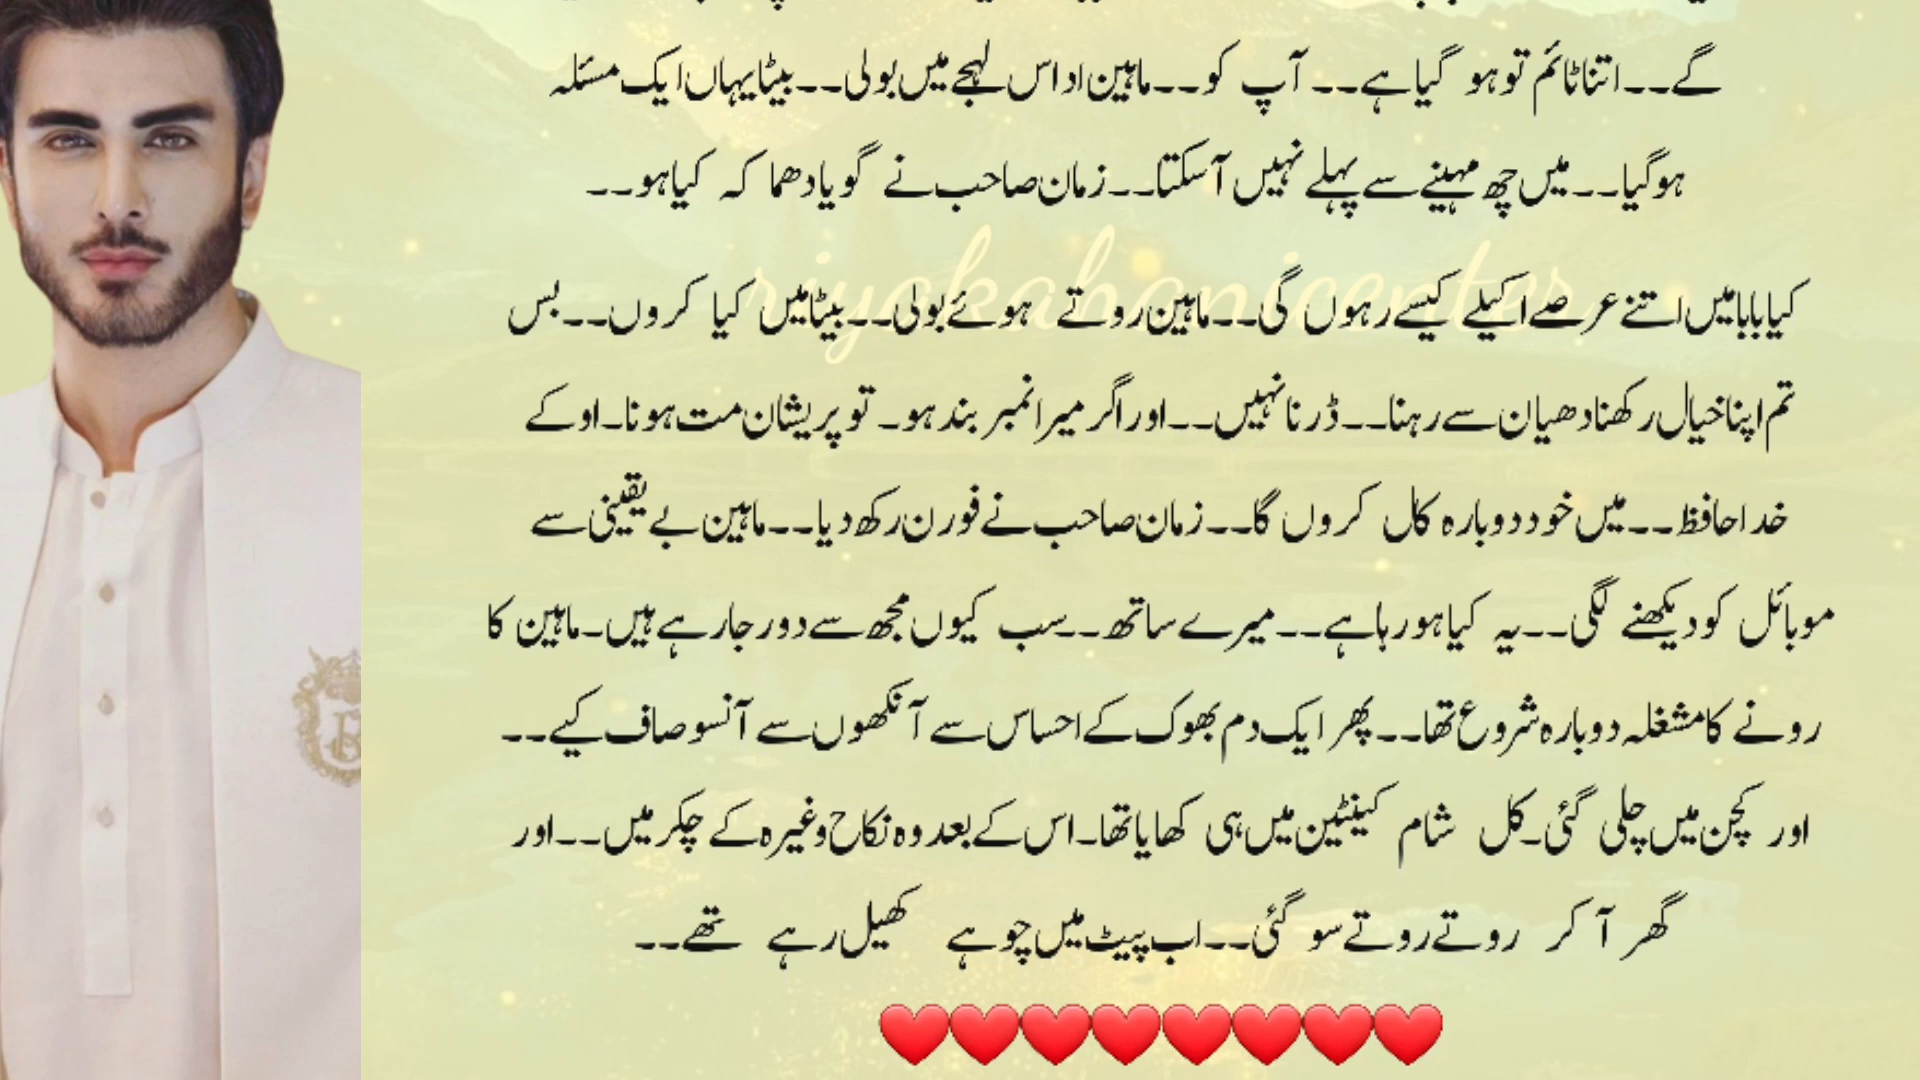 گے۔۔اتنا ٹائم تو ہو گیا ہے۔۔ آپ کو۔۔ماہین اداس لہجے میں بولی۔۔بیٹا یہاں ایک مسئلہ
ہوگیا۔۔میں چھ مہینے سے پہلے نہیں آسکتا۔۔زمان صاحب نے گویا دھما کہ کیا ہو۔۔
riyakahanicenter
کیا بابا میں اتنے عرصے اکیلے کیسے رہوں گی۔۔ماہین روتے ہوئے بولی۔۔بیٹا میں کیا کروں۔۔بس
تم اپنا خیال رکھنا دھیان سے رہنا۔۔ڈرنا نہیں۔۔اور اگر میرا نمبر بند ہو۔ تو پریشان مت ہونا۔اوکے
خدا حافظ۔۔میں خود دوبارہ کال کروں گا۔۔زمان صاحب نے فورن رکھ دیا۔۔ماہین بے یقینی سے
موبائل کو دیکھنے لگی۔۔یہ کیا ہو رہا ہے۔۔میرے ساتھ۔۔سب کیوں مجھ سے دور جا رہے ہیں۔ماہین کا
رونے کا مشغلہ دوبارہ شروع تھا۔۔پھر ایک دم بھوک کے احساس سے آنکھوں سے آنسو صاف کیے۔۔
اور کچن میں چلی گئی۔کل شام کینٹین میں ہی کھایا تھا۔اس کے بعد وہ نکاح وغیرہ کے چکر میں۔۔اور
گھر آ کر روتے روتے سو گئی۔۔اب پیٹ میں چوہے کھیل رہے تھے۔۔